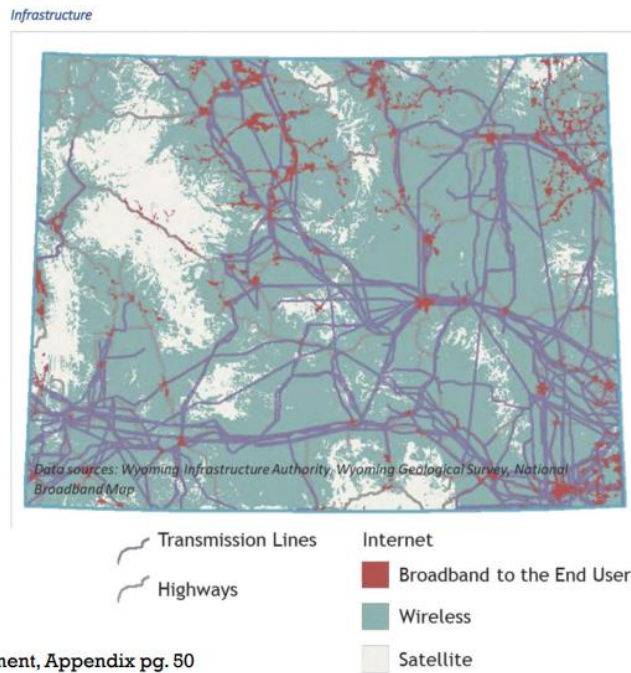 Infrastructure
Data sources: Wyoming Infrastructure Authority, Wyoming Geological Survey, National
Broadband Map
Transmission Lines
Highways
Internet
Broadband to the End User
Wireless
Satellite
ment, Appendix pg. 50